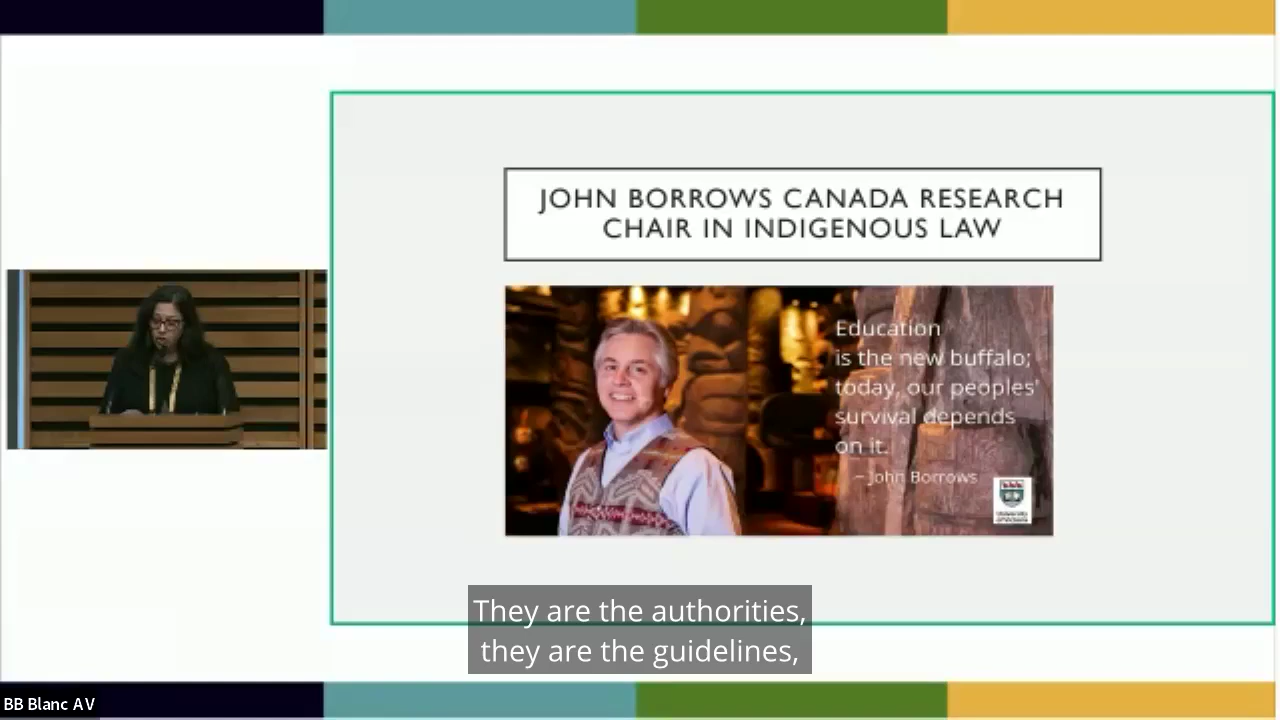 JOHN BORROWS CANADA RESEARCH
CHAIR IN INDIGENOUS LAW
Education
is the new buffalo;
today, our peoples'
survival depends
on it.
– John Borrows
They are the authorities,
they are the guidelines,
BB Blanc AV